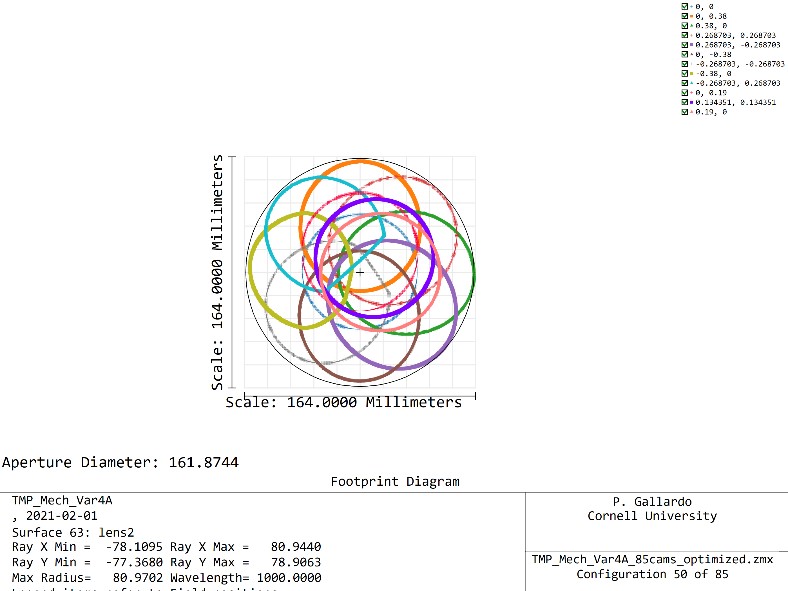 0, 0
0, 0.38
0.38, 0
0.268703, 0.268703
0.268703, -0.268703
0, -0.38
-0.268703, -0.268703
-0.38, 0
-0.268703, 0.268703
0, 0.19
0.134351, 0.134351
0.19, 0
Scale: 164.0000 Millimeters
Scale: 164.0000 Millimeters
Aperture Diameter: 161.8744
Footprint Diagram
TMP_Mech_Var4A
, 2021-02-01
Surface 63: lens2
Ray X Min = -78.1095 Ray X Max = 80.9440
Ray Y Min = -77.3680 Ray Y Max = 78.9063
Max Radius= 80.9702 Wavelength= 1000.0000
P. Gallardo
Cornell University
TMP_Mech_Var4A_85cams_optimized.zmx
Configuration 50 of 85